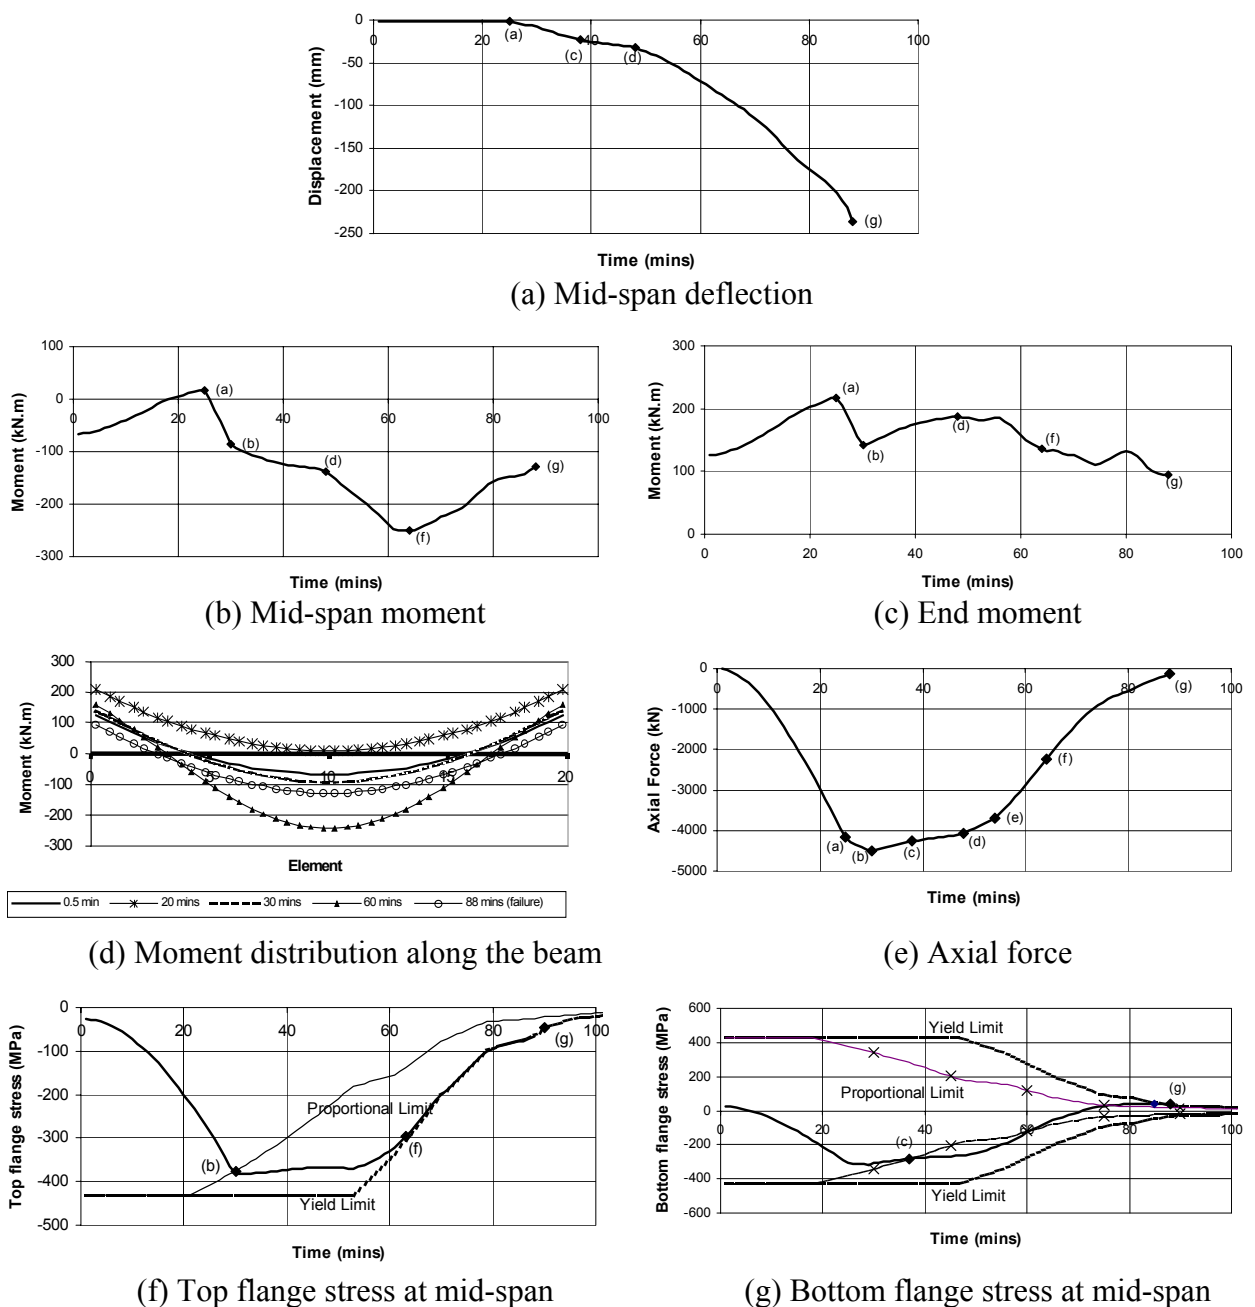 0
-50
-100
-150
-200
-250
0 20 40 60 80 100
Displacement (mm)
(a)
(c)
(d)
(g)
Time (mins)
(a) Mid-span deflection
100
0
-100
-200
-300
0 20 40 60 80 100
Moment (kN.m)
(a)
(b)
(d)
(f)
(g)
Time (mins)
(b) Mid-span moment
300
200
100
0
0 20 40 60 80 100
Moment (kN.m)
(a)
(b)
(d)
(f)
(g)
Time (mins)
(c) End moment
300
200
100
0
-100
-200
-300
0 5 10 15 20
Moment (kN.m)
Element
0.5 min 20 mins 30 mins 60 mins 88 mins (failure)
(d) Moment distribution along the beam
0
-1000
-2000
-3000
-4000
-5000
0 20 40 60 80 100
Axial Force (kN)
(a)
(b)
(c)
(d)
(e)
(f)
(g)
Time (mins)
(e) Axial force
0
-100
-200
-300
-400
-500
0 20 40 60 80 100
Top flange stress (MPa)
Proportional Limit
Yield Limit
(b)
(f)
(g)
Time (mins)
(f) Top flange stress at mid-span
600
400
200
0
-200
-400
-600
0 20 40 60 80 100
Bottom flange stress (MPa)
Yield Limit
Proportional Limit
Yield Limit
(c)
(g)
Time (mins)
(g) Bottom flange stress at mid-span